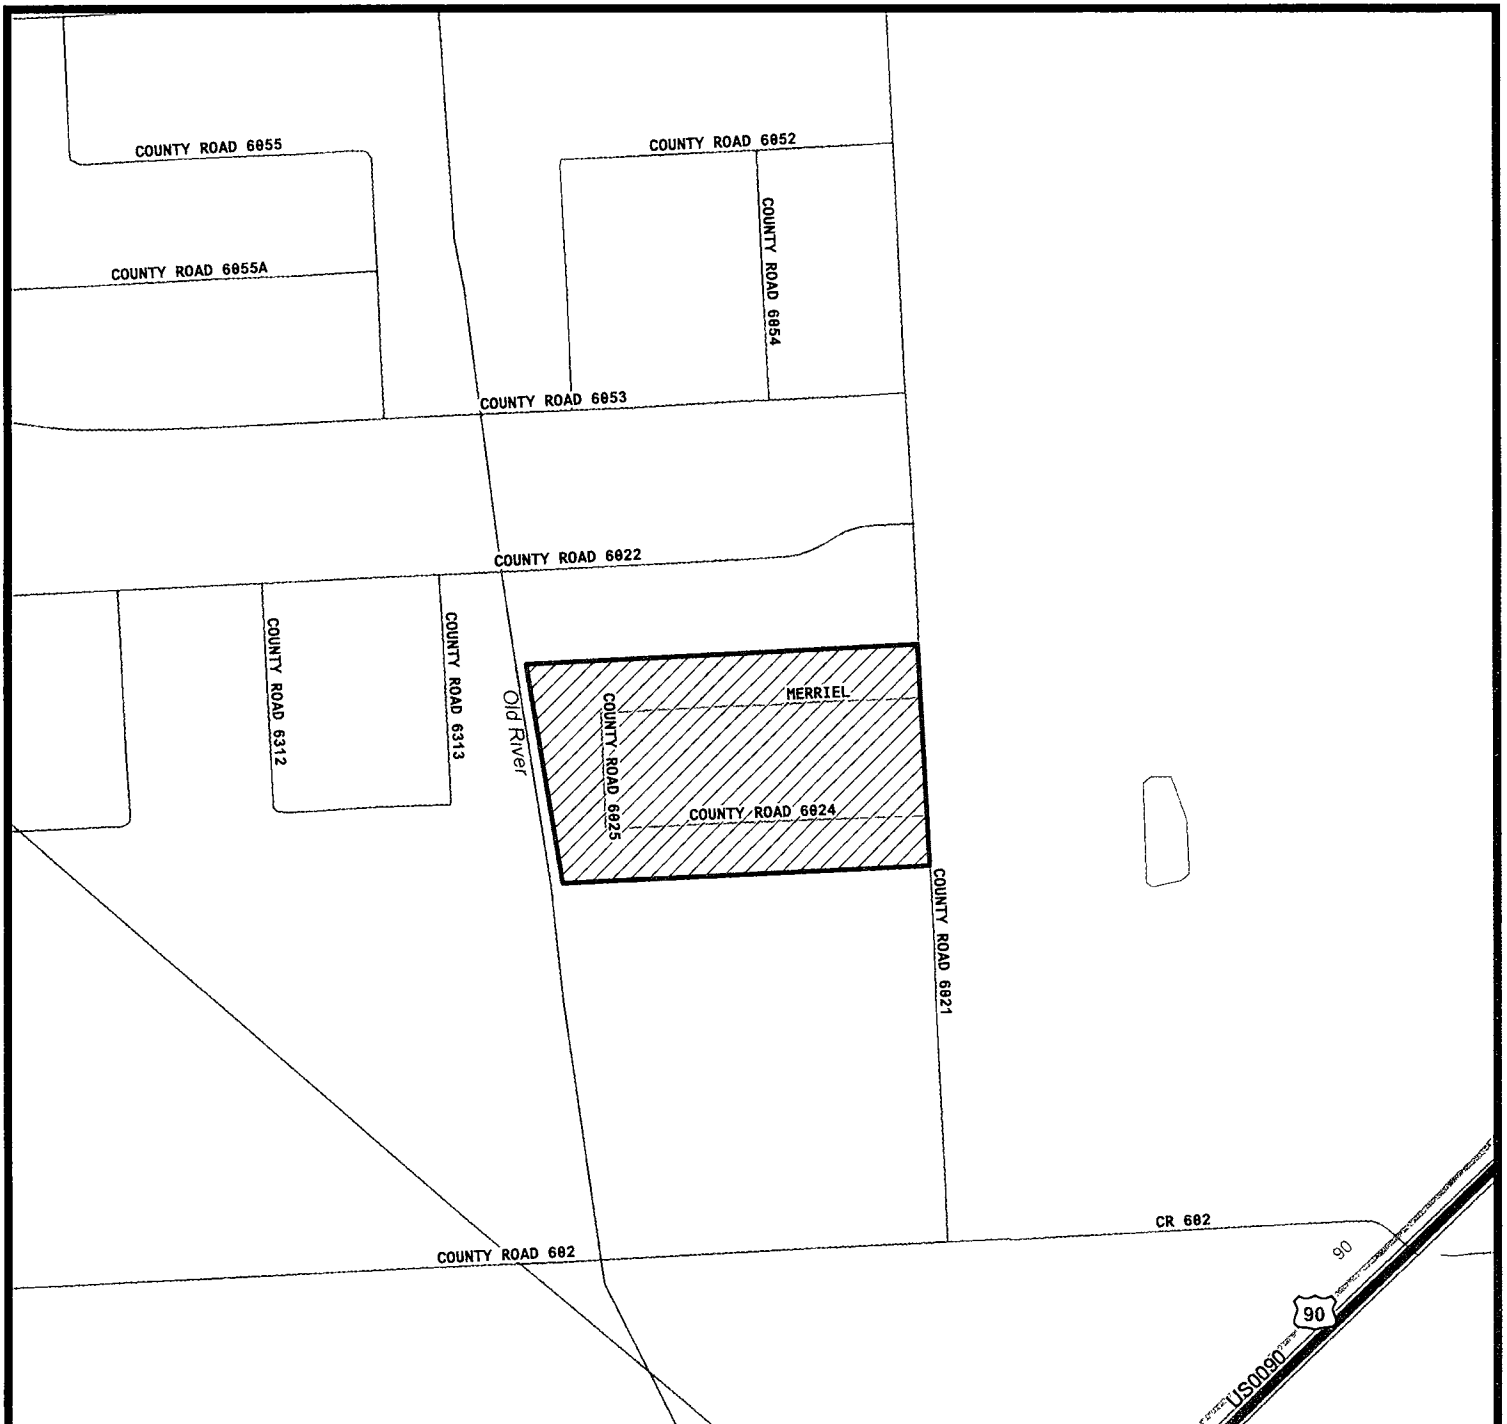 COUNTY ROAD 6055
COUNTY ROAD 6052
COUNTY ROAD 6054
COUNTY ROAD 6055A
COUNTY ROAD 6053
COUNTY ROAD 6022
COUNTY ROAD 6312
COUNTY ROAD 6313
Old River
MERRIEL
COUNTY ROAD 6025
COUNTY ROAD 6024
COUNTY ROAD 6021
CR 602
COUNTY ROAD 602
90
90
US0090